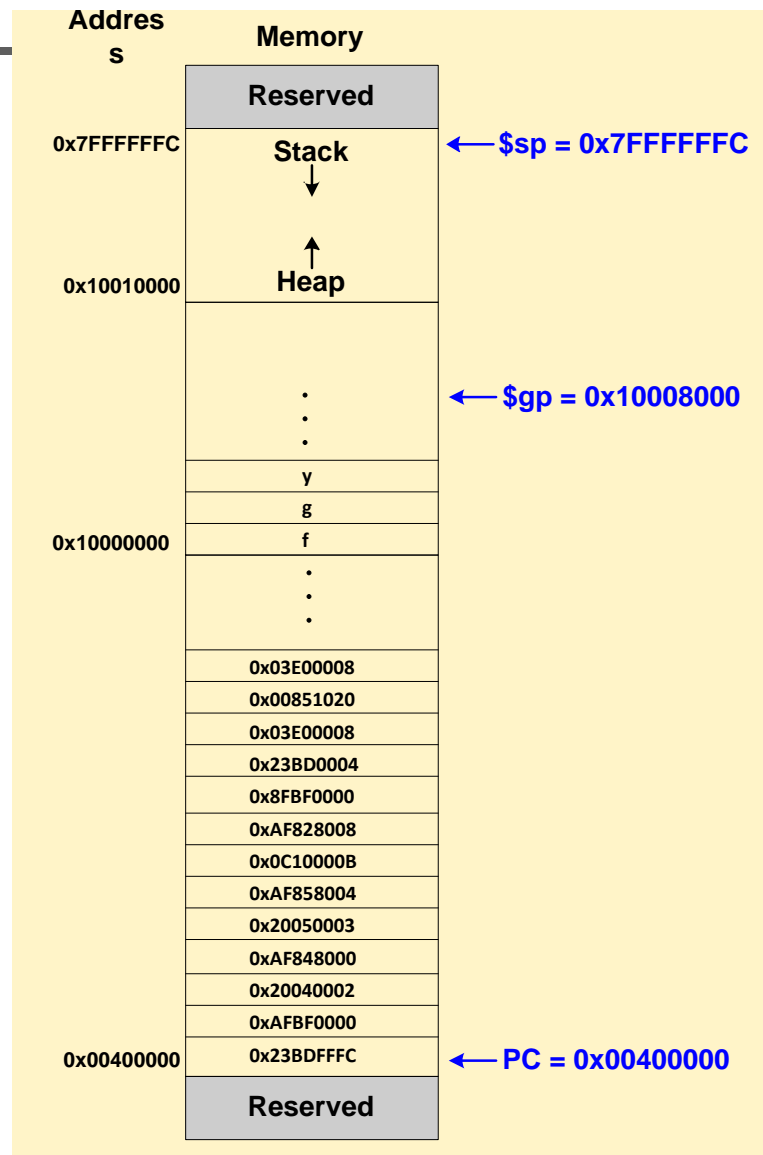 Addres
s
Memory
Reserved
0x7FFFFFFC
Stack
$sp = 0x7FFFFFFC
0x10010000
Heap
$gp = 0x10008000
.
.
.
y
g
0x10000000
f
.
.
.
0x03E00008
0x00851020
0x03E00008
0x23BD0004
0x8FBF0000
0xAF828008
0x0C10000B
0xAF858004
0x20050003
0xAF848000
0x20040002
0xAFBF0000
0x00400000
0x23BDFFFC
PC = 0x00400000
Reserved